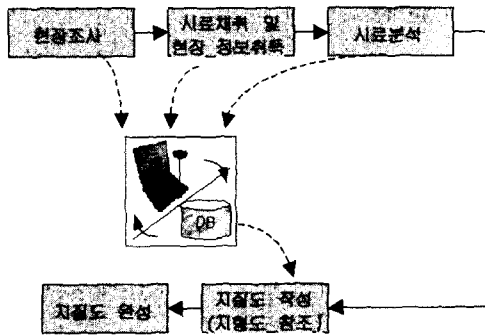 현장조사
시료채취 및
현장 정보취득
시료분석
DB
지질도 작성
(지형도 참조)
지질도 완성